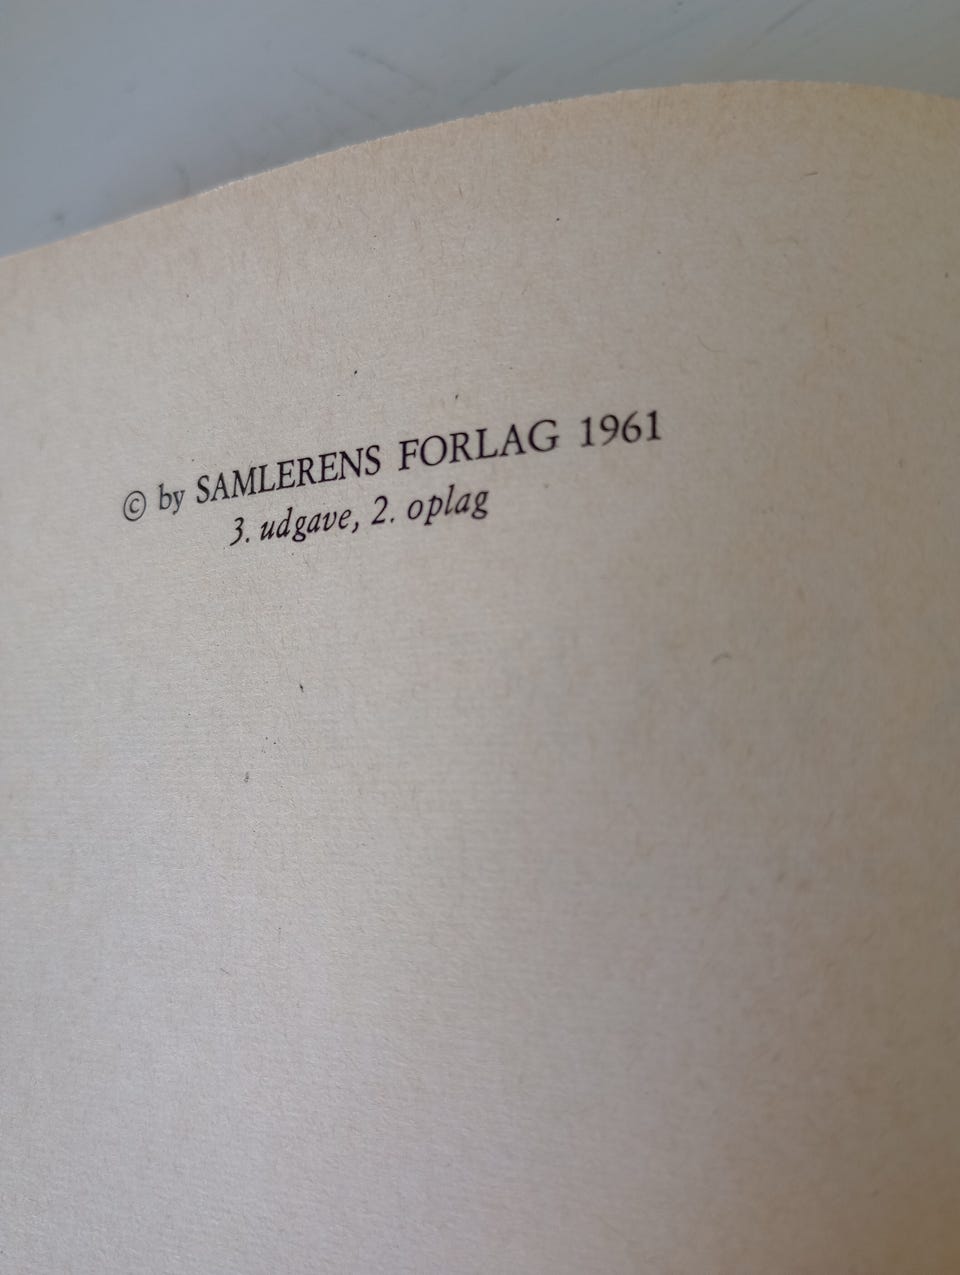 © by SAMLERENS FORLAG 1961
3. udgave, 2. oplag